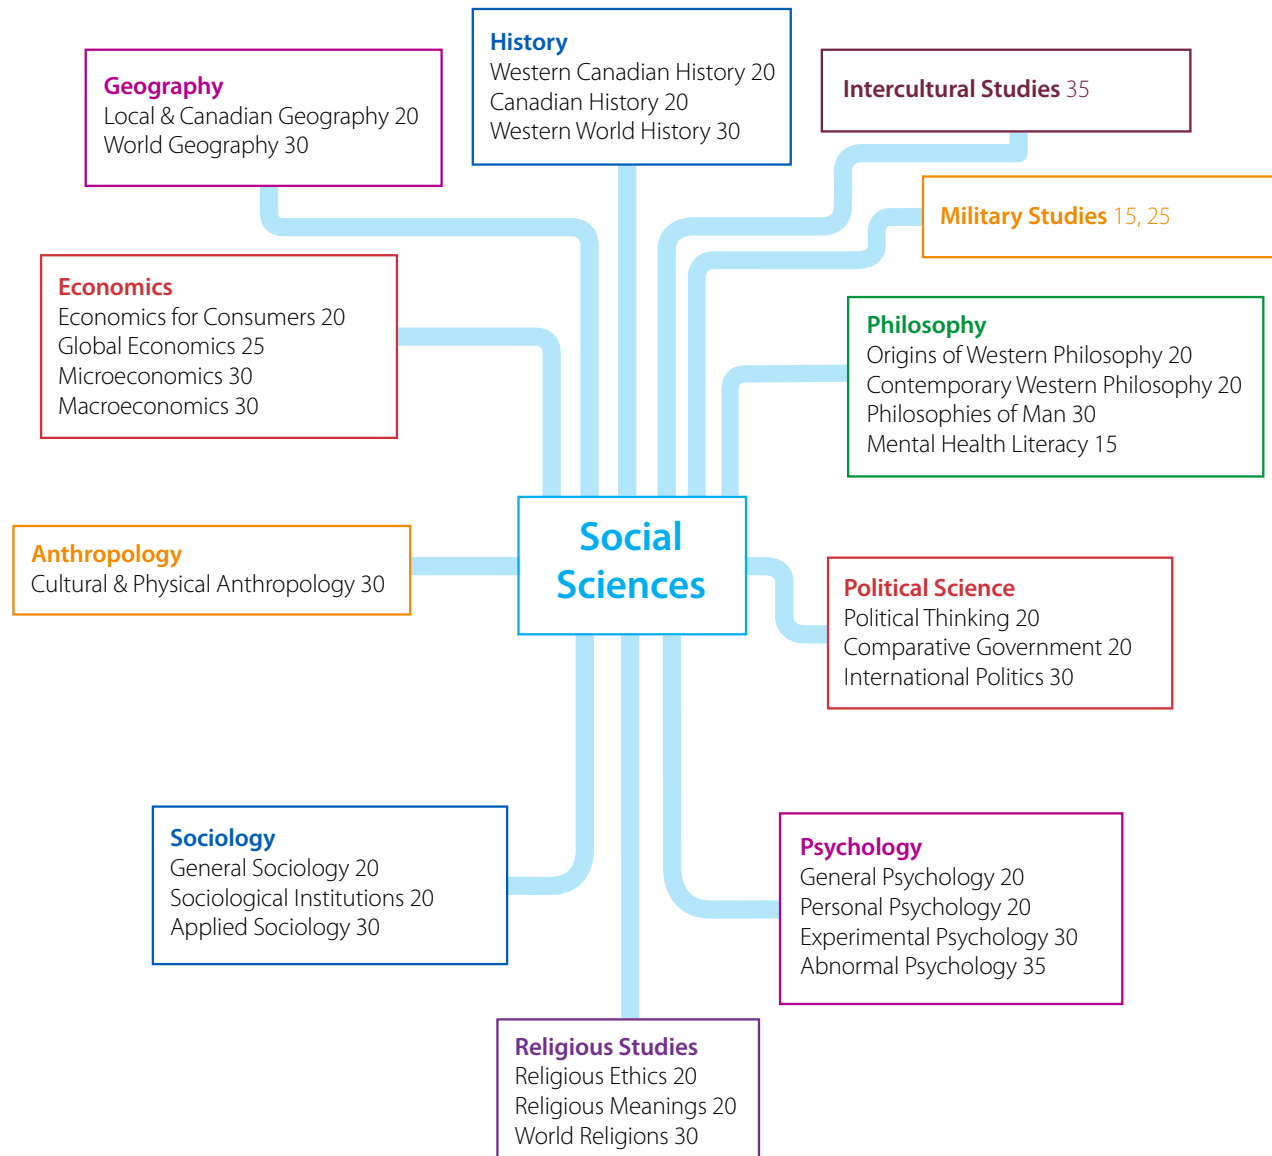 History
Western Canadian History 20
Canadian History 20
Western World History 30
Geography
Local & Canadian Geography 20
World Geography 30
Intercultural Studies 35
Military Studies 15, 25
Economics
Economics for Consumers 20
Global Economics 25
Microeconomics 30
Macroeconomics 30
Philosophy
Origins of Western Philosophy 20
Contemporary Western Philosophy 20
Philosophies of Man 30
Mental Health Literacy 15
Social
Sciences
Anthropology
Cultural & Physical Anthropology 30
Political Science
Political Thinking 20
Comparative Government 20
International Politics 30
Sociology
General Sociology 20
Sociological Institutions 20
Applied Sociology 30
Psychology
General Psychology 20
Personal Psychology 20
Experimental Psychology 30
Abnormal Psychology 35
Religious Studies
Religious Ethics 20
Religious Meanings 20
World Religions 30